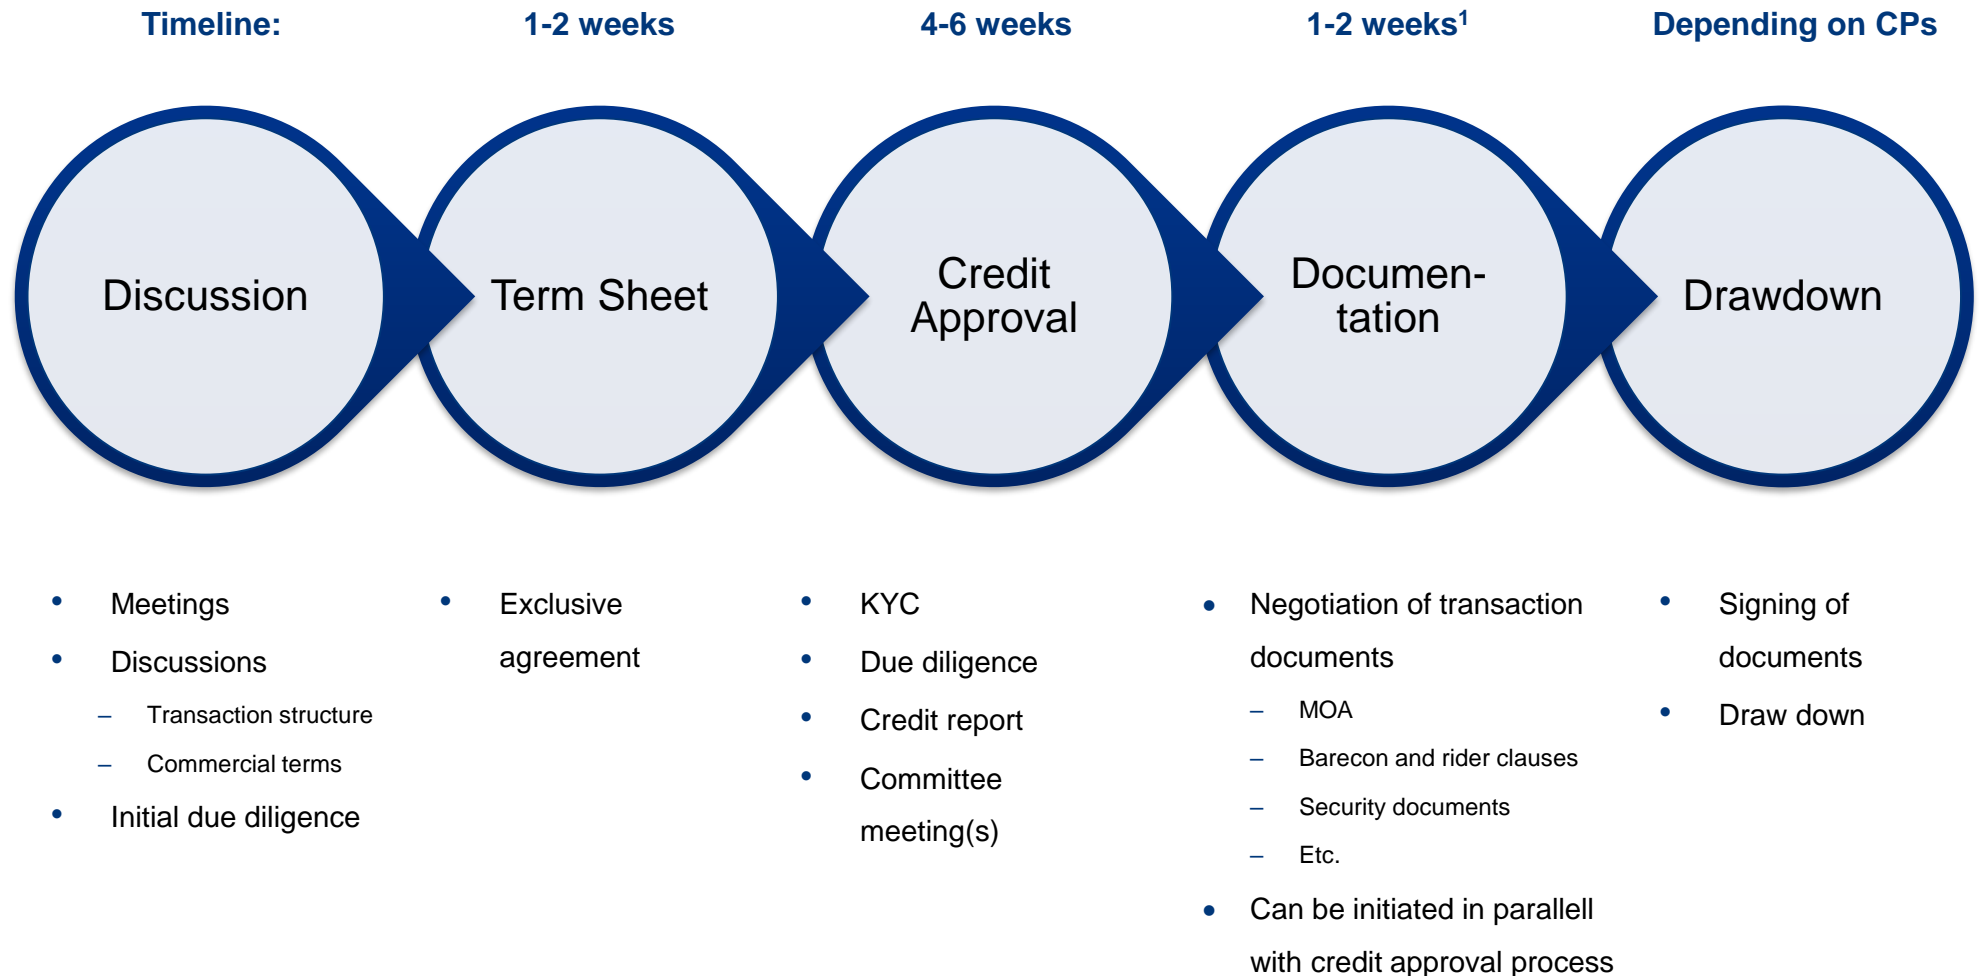 Timeline:
1-2 weeks
4-6 weeks
1-2 weeks¹
Depending on CPs
Discussion
Term Sheet
Credit
Approval
Documen-
tation
Drawdown
• Meetings
• Discussions
– Transaction structure
– Commercial terms
• Initial due diligence
• Exclusive
agreement
• KYC
• Due diligence
• Credit report
• Committee
meeting(s)
• Negotiation of transaction
documents
– MOA
– Barecon and rider clauses
– Security documents
– Etc.
• Can be initiated in parallell
with credit approval process
• Signing of
documents
• Draw down